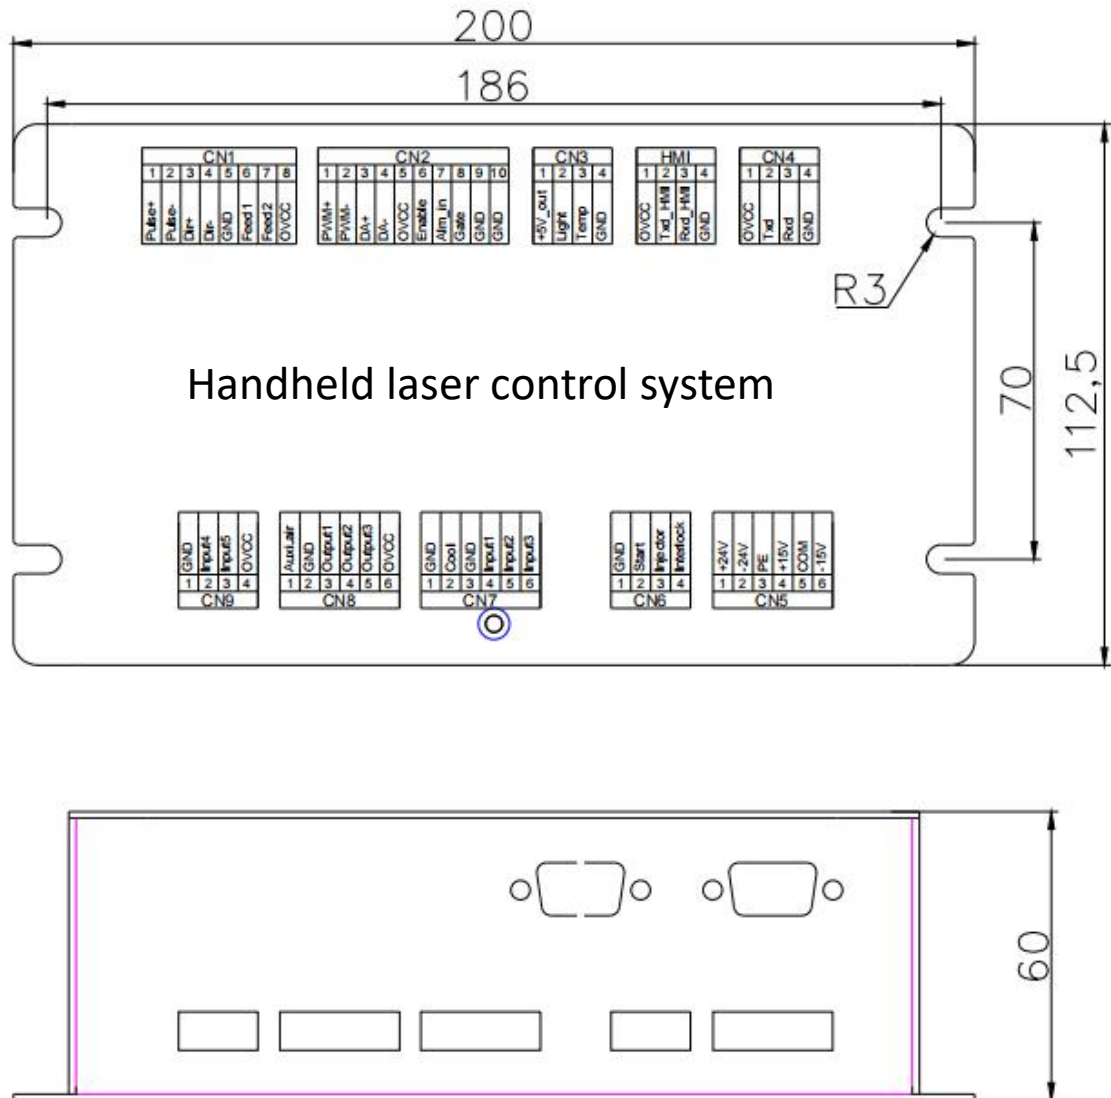 200
186
CN1 CN2 CN3 HMI CN4
1 2 3 4 5 6 7 8
Pulse+
Pulse-
Dir+
Dir-
GND
Feed1
Feed2
OVCC
1 2 3 4 5 6 7 8 9 10
PWM+
PWM-
DA+
DA-
OVCC
Enable
Alm_in
Gate
GND
GND
1 2 3 4
+5V_out
Light
Temp
GND
1 2 3 4
OVCC
Txd_HMI
Rxd_HMI
GND
1 2 3 4
OVCC
Txd
Rxd
GND
R3
Handheld laser control system
70
112,5
GND
Input4
Input5
OVCC
1 2 3 4
CN9
Auxi.air
GND
Output1
Output2
Output3
OVCC
1 2 3 4 5 6
CN8
GND
Cool
GND
Input1
Input2
Input3
1 2 3 4 5 6
CN7
GND
Start
Injector
Interlock
1 2 3 4
CN6
+24V
-24V
PE
+15V
COM
-15V
1 2 3 4 5 6
CN5
60